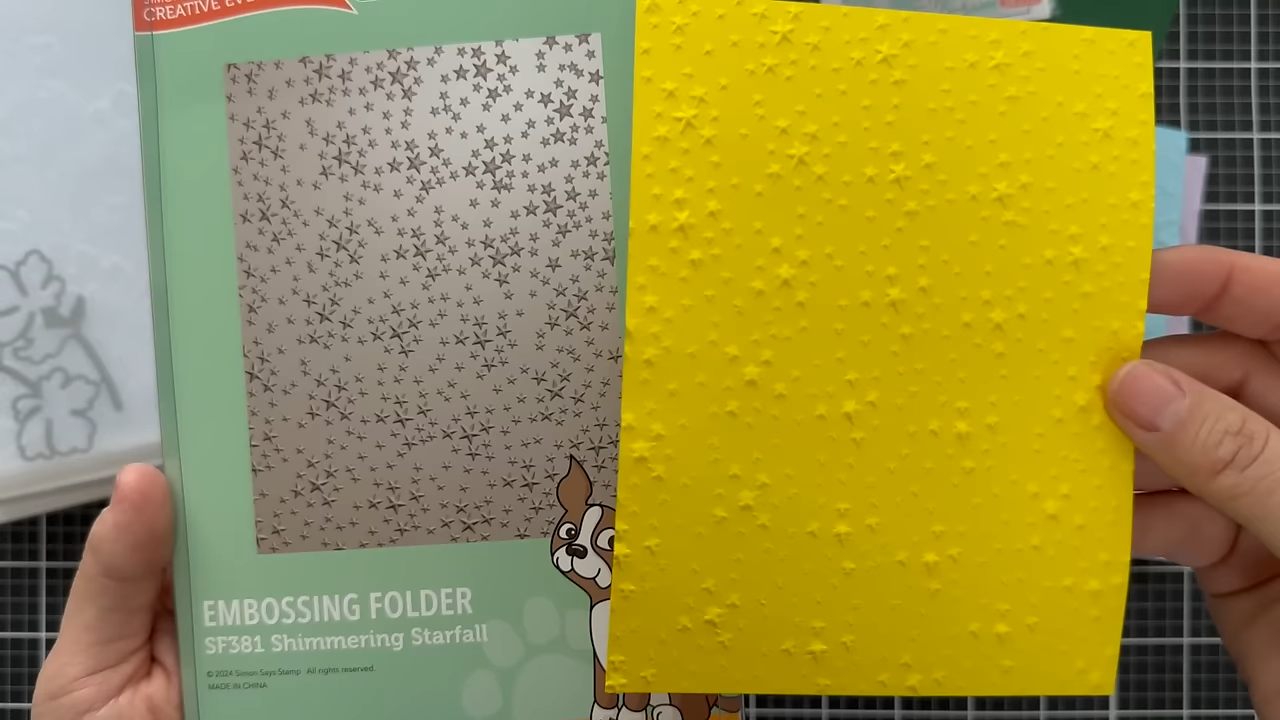 CREATIVE
EMBOSSING FOLDER
SF381 Shimmering Starfall
© 2024 Simon Says Stamp All rights reserved.
MADE IN CHINA